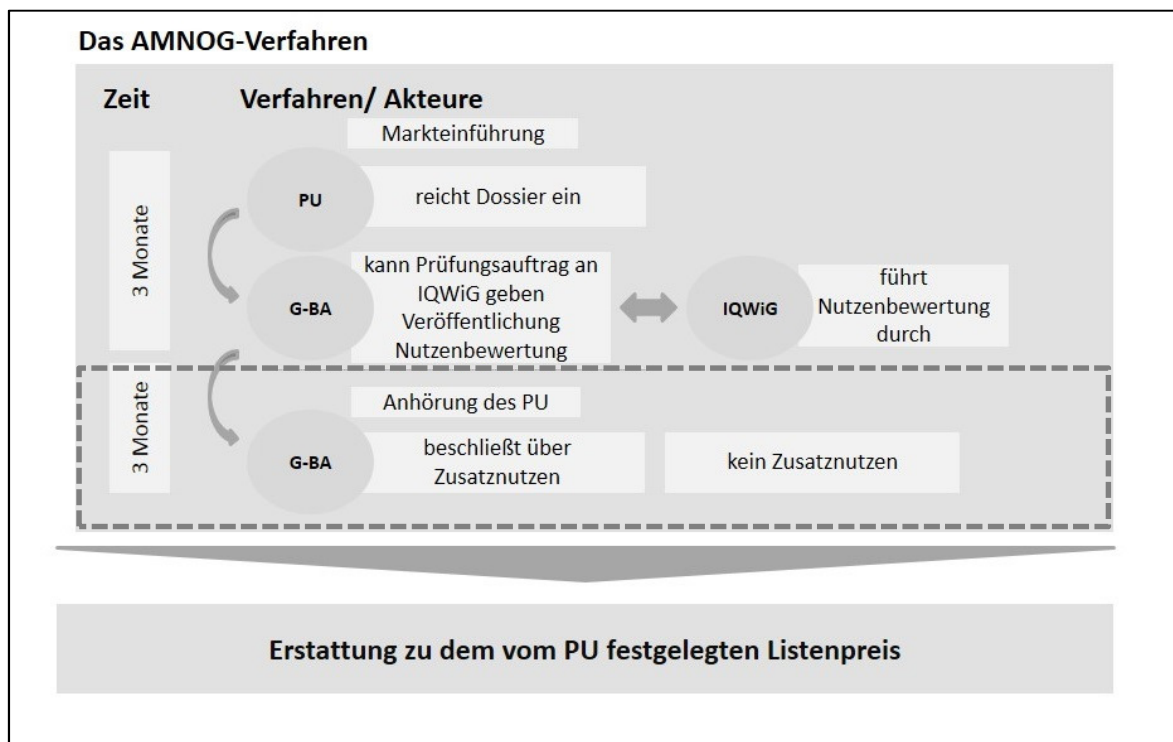 Das AMNOG-Verfahren
Zeit
Verfahren/ Akteure
Markteinführung
3 Monate
PU
reicht Dossier ein
G-BA
kann Prüfungsauftrag an
IQWiG geben
Veröffentlichung
Nutzenbewertung
IQWiG
führt
Nutzenbewertung
durch
3 Monate
Anhörung des PU
G-BA
beschließt über
Zusatznutzen
kein Zusatznutzen
Erstattung zu dem vom PU festgelegten Listenpreis